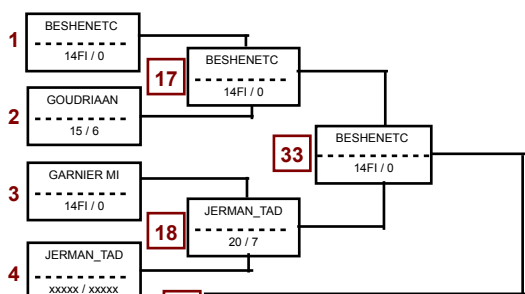 1
BESHENETC
14FI / 0
17
BESHENETC
14FI / 0
2
GOUDRIAAN
15 / 6
33
BESHENETC
14FI / 0
3
GARNIER MI
14FI / 0
18
JERMAN_TAD
20 / 7
4
JERMAN_TAD
xxxxx / xxxxx